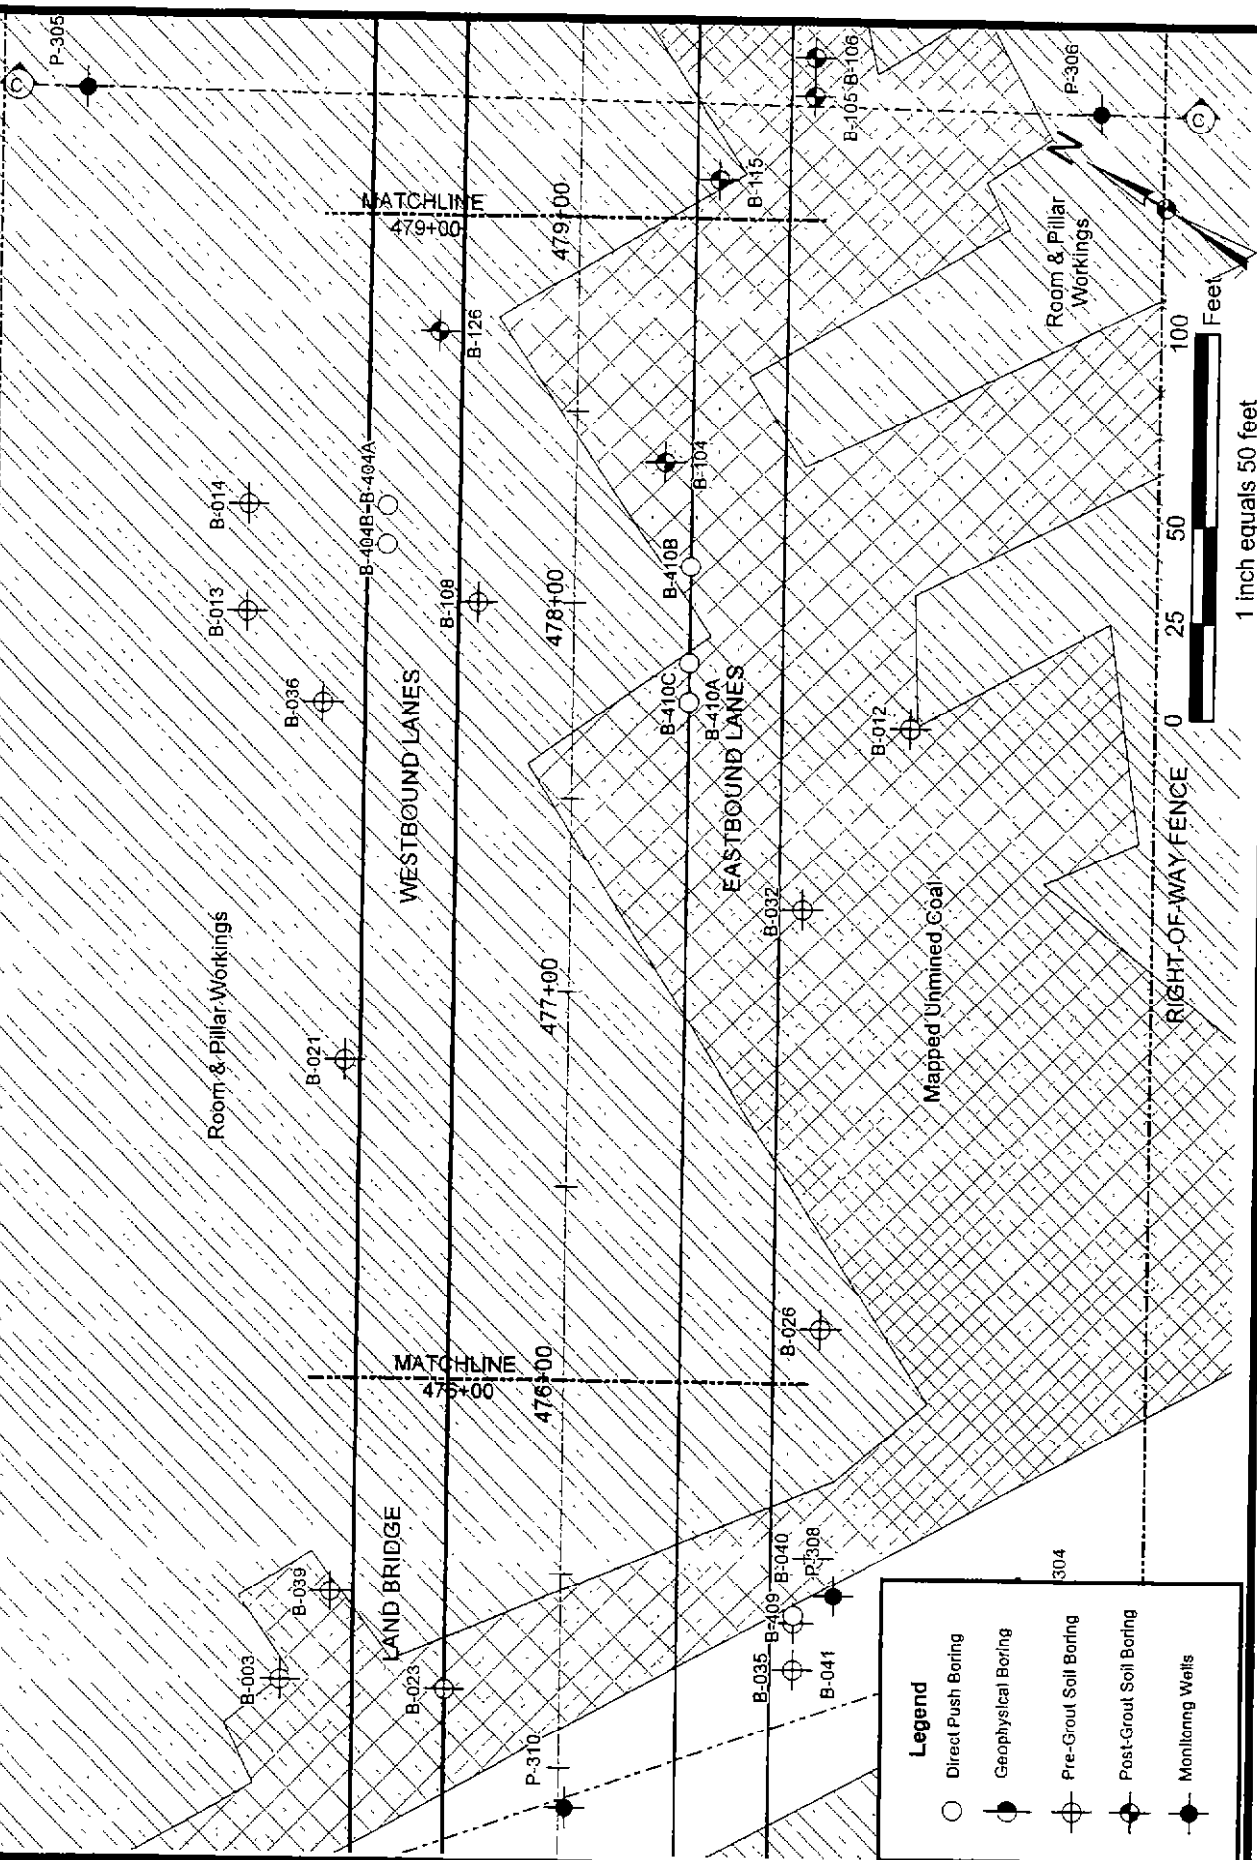 P-305
C
B-105
B-106
P-306
C
N
B-115
MATCHLINE
479+00
479+00
B-126
Room & Pillar
Workings
B-014
B-404B
B-404A
B-104
B-013
B-108
478+00
B-410B
B-036
WESTBOUND LANES
B-410C
B-410A
EASTBOUND LANES
B-012
0
25
50
100
Feet
1 inch equals 50 feet
Room & Pillar Workings
B-021
477+00
B-032
Mapped Unmined Coal
RIGHT-OF-WAY FENCE
B-026
MATCHLINE
476+00
476+00
B-039
LAND BRIDGE
B-040
P-308
304
B-003
B-023
B-409
B-035
B-041
P-310
Legend
Direct Push Boring
Geophysical Boring
Pre-Grout Soil Boring
Post-Grout Soil Boring
Monitoring Wells